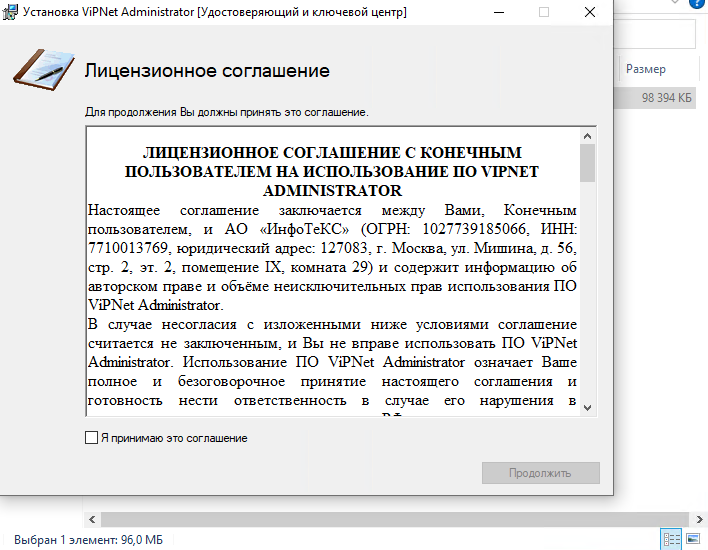 Установка ViPNet Administrator [Удостоверяющий и ключевой центр]
Лицензионное соглашение
Размер
Для продолжения Вы должны принять это соглашение.
98 394 КБ
ЛИЦЕНЗИОННОЕ СОГЛАШЕНИЕ С КОНЕЧНЫМ
ПОЛЬЗОВАТЕЛЕМ НА ИСПОЛЬЗОВАНИЕ ПО VIPNET
ADMINISTRATOR
Настоящее соглашение заключается между Вами, Конечным
пользователем, и АО «ИнфоТеКС» (ОГРН: 1027739185066, ИНН:
7710013769, юридический адрес: 127083, г. Москва, ул. Мишина, д. 56,
стр. 2, эт. 2, помещение IX, комната 29) и содержит информацию об
авторском праве и объёме неисключительных прав использования ПО
ViPNet Administrator.
В случае несогласия с изложенными ниже условиями соглашение
считается не заключенным, и Вы не вправе использовать ПО ViPNet
Administrator. Использование ПО ViPNet Administrator означает Ваше
полное и безоговорочное принятие настоящего соглашения и
готовность нести ответственность в случае его нарушения в
Я принимаю это соглашение
Продолжить
Выбран 1 элемент: 96,0 МБ